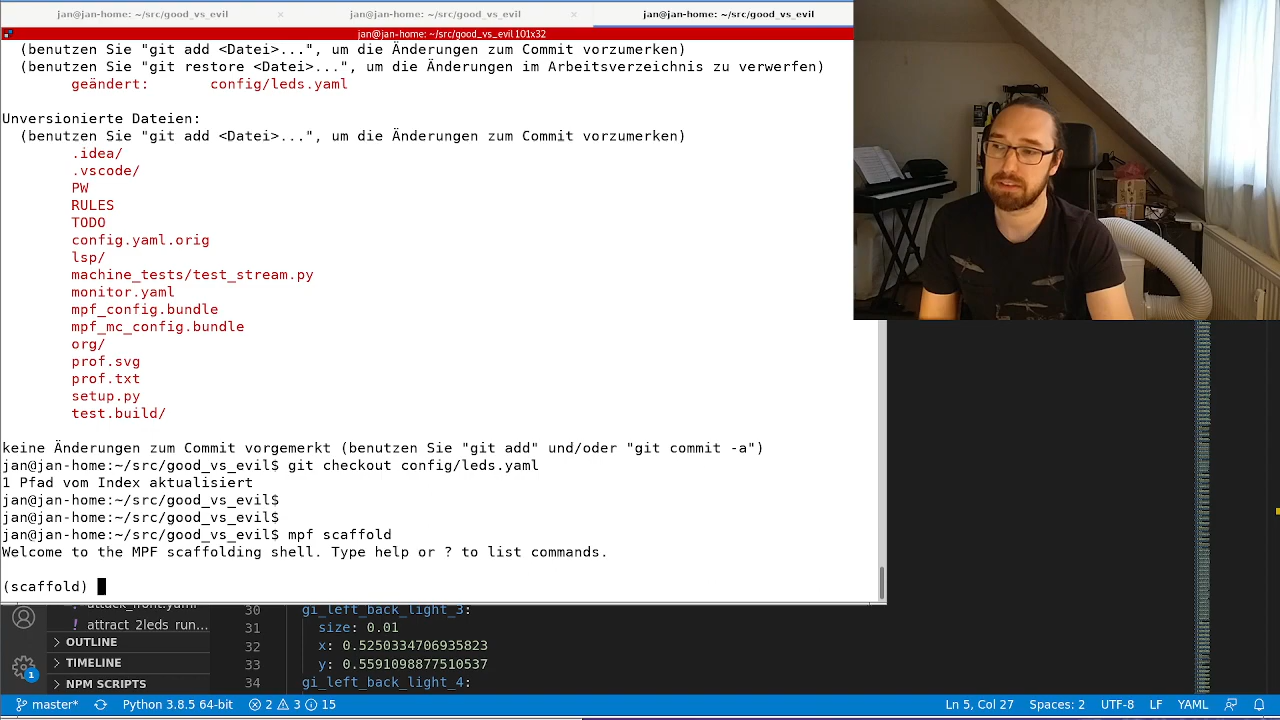 jan@jan-home: ~/src/good_vs_evil × jan@jan-home: ~/src/good_vs_evil × jan@jan-home: ~/src/good_vs_evil
jan@jan-home: ~/src/good_vs_evil 101x32
(benutzen Sie "git add <Datei>...", um die Änderungen zum Commit vorzumerken)
(benutzen Sie "git restore <Datei>...", um die Änderungen im Arbeitsverzeichnis zu verwerfen)
geändert: config/leds.yaml
Unversionierte Dateien:
(benutzen Sie "git add <Datei>...", um die Änderungen zum Commit vorzumerken)
.idea/
.vscode/
PW
RULES
TODO
config.yaml.orig
lsp/
machine_tests/test_stream.py
monitor.yaml
mpf_config.bundle
mpf_mc_config.bundle
org/
prof.svg
prof.txt
setup.py
test.build/
keine Änderungen zum Commit vorgemerkt (benutzen Sie "git add" und/oder "git commit -a")
jan@jan-home:~/src/good_vs_evil$ git checkout config/leds.yaml
1 Pfad vom Index aktualisiert
jan@jan-home:~/src/good_vs_evil$
jan@jan-home:~/src/good_vs_evil$
jan@jan-home:~/src/good_vs_evil$ mpf scaffold
Welcome to the MPF scaffolding shell. Type help or ? to list commands.
(scaffold)
30 gi_left_back_light_3:
! attract_2leds_run... 31 size: 0.01
OUTLINE 32 x: 0.5250334706935823
TIMELINE 33 y: 0.5591098877510537
NPM SCRIPTS 34 gi_left_back_light_4:
1
master* Python 3.8.5 64-bit 2 3 15 Ln 5, Col 27 Spaces: 2 UTF-8 LF YAML